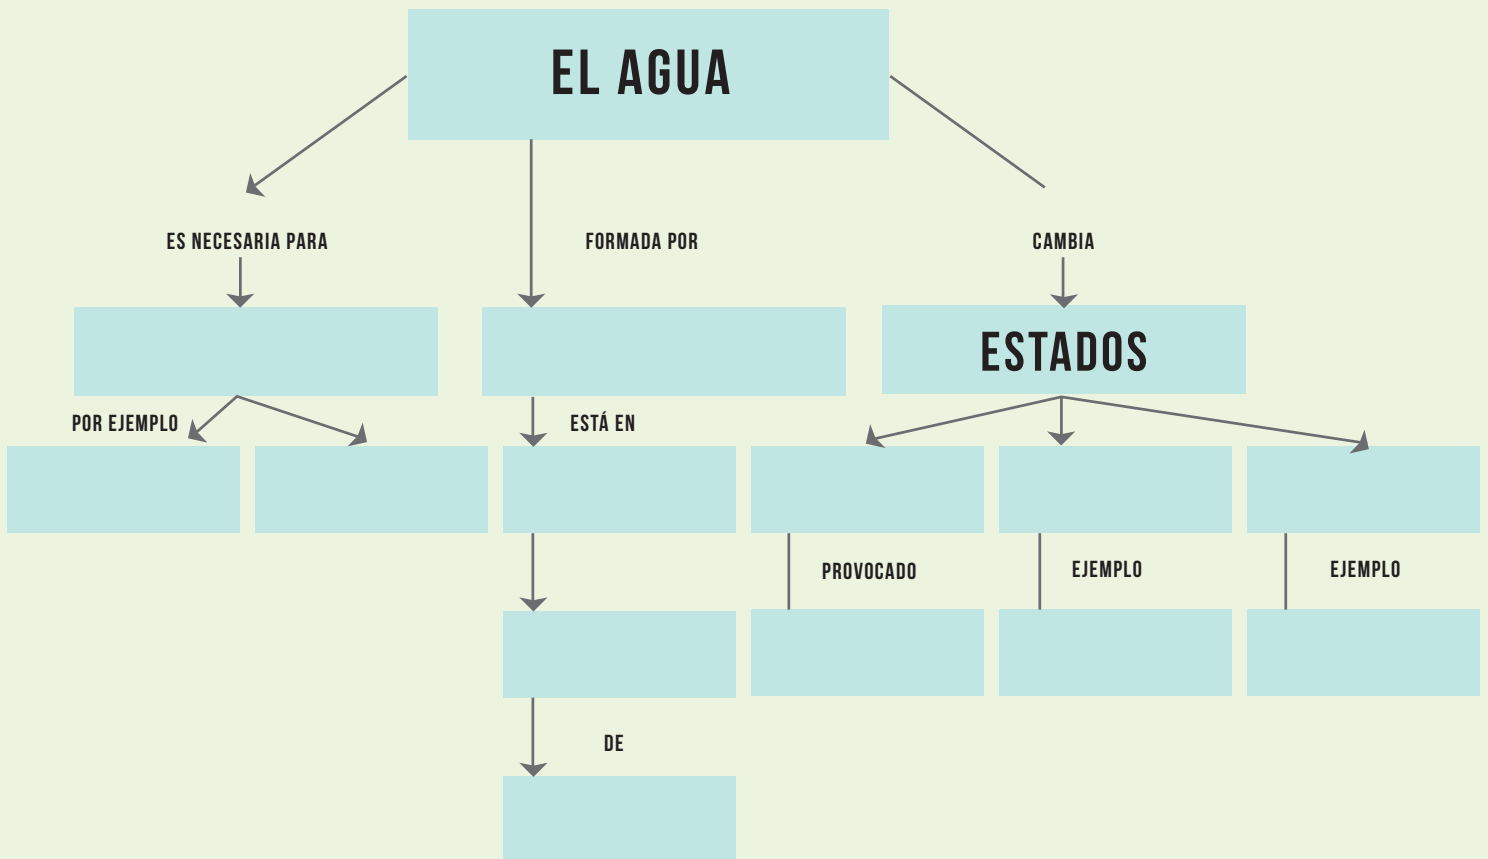 EL AGUA
ES NECESARIA PARA
FORMADA POR
CAMBIA
ESTADOS
POR EJEMPLO
ESTÁ EN
PROVOCADO
EJEMPLO
EJEMPLO
DE